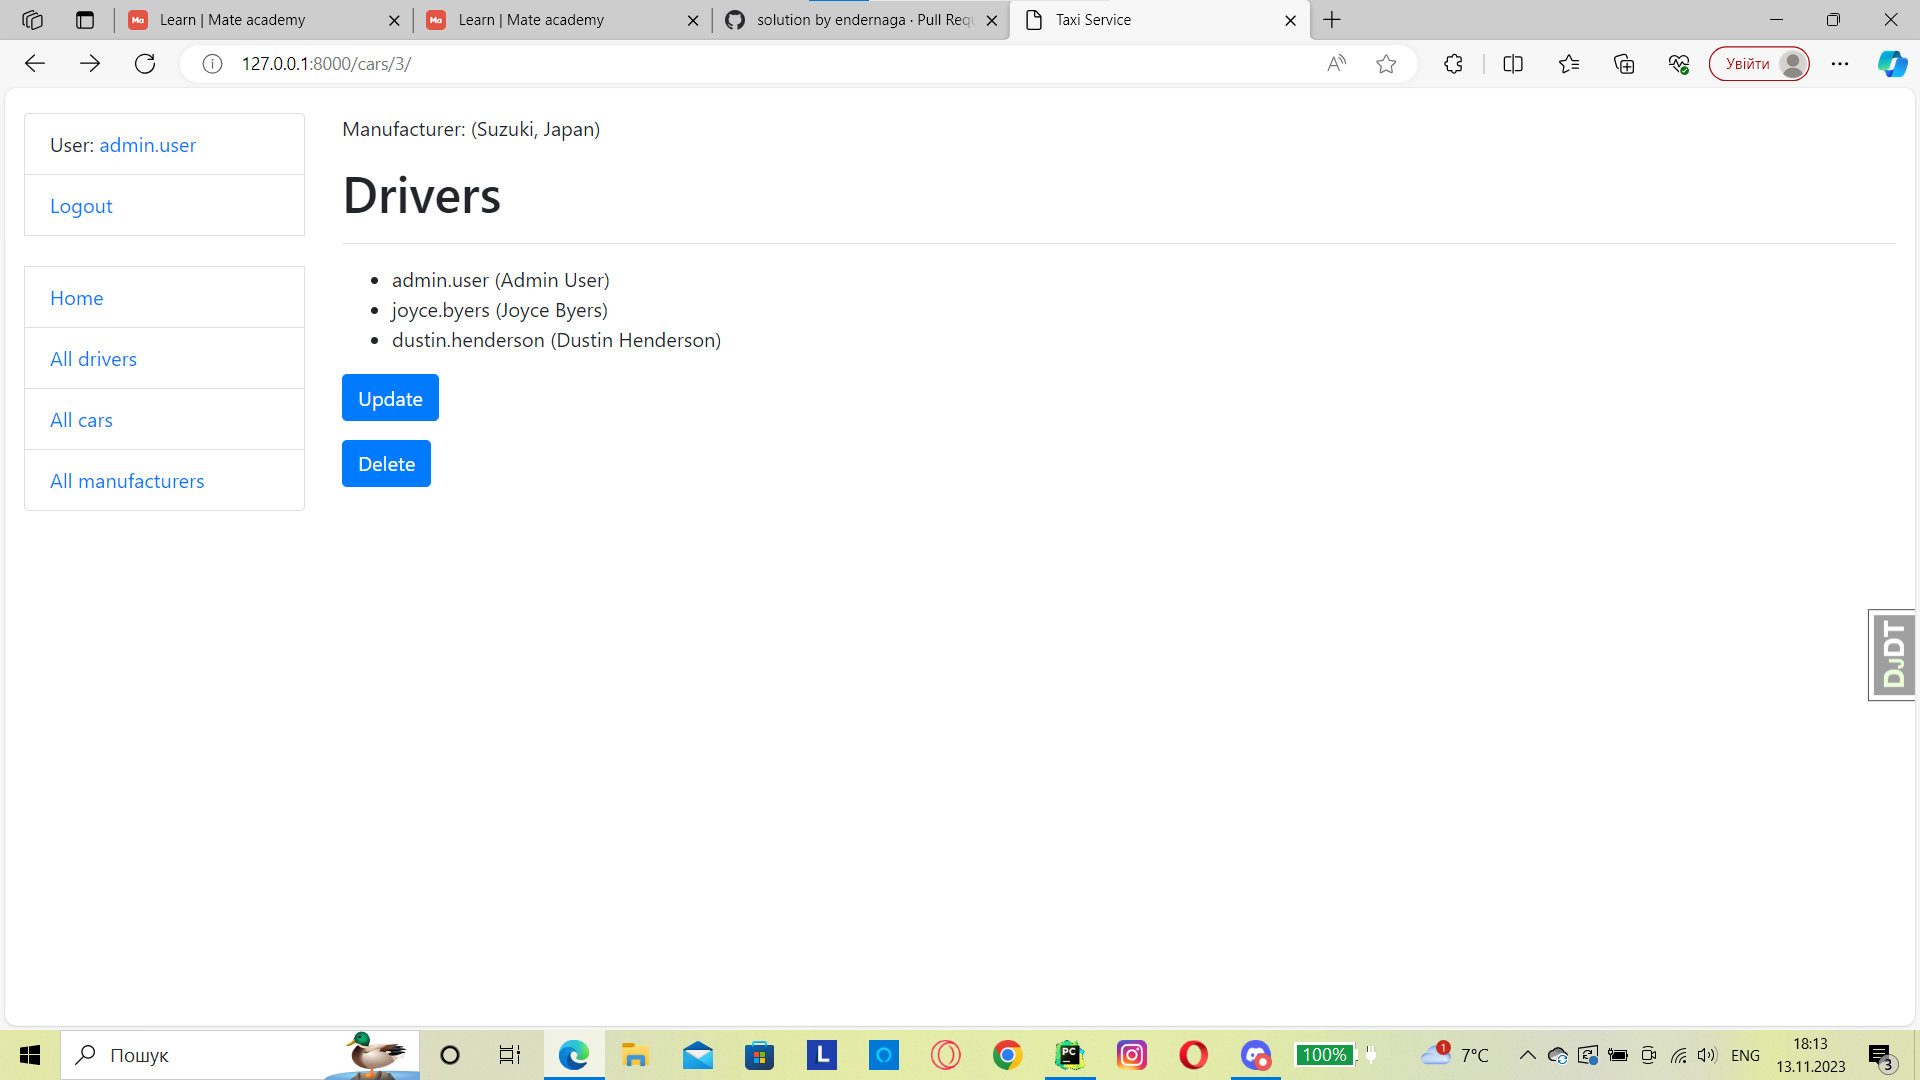 Learn | Mate academy
Learn | Mate academy
solution by endernaga · Pull Requ
Taxi Service
127.0.0.1:8000/cars/3/
Увійти
User: admin.user
Logout
Home
All drivers
All cars
All manufacturers
Manufacturer: (Suzuki, Japan)
Drivers
admin.user (Admin User)
joyce.byers (Joyce Byers)
dustin.henderson (Dustin Henderson)
Update
Delete
DJDT
Пошук
100%
1
7°C
ENG
18:13
13.11.2023
3